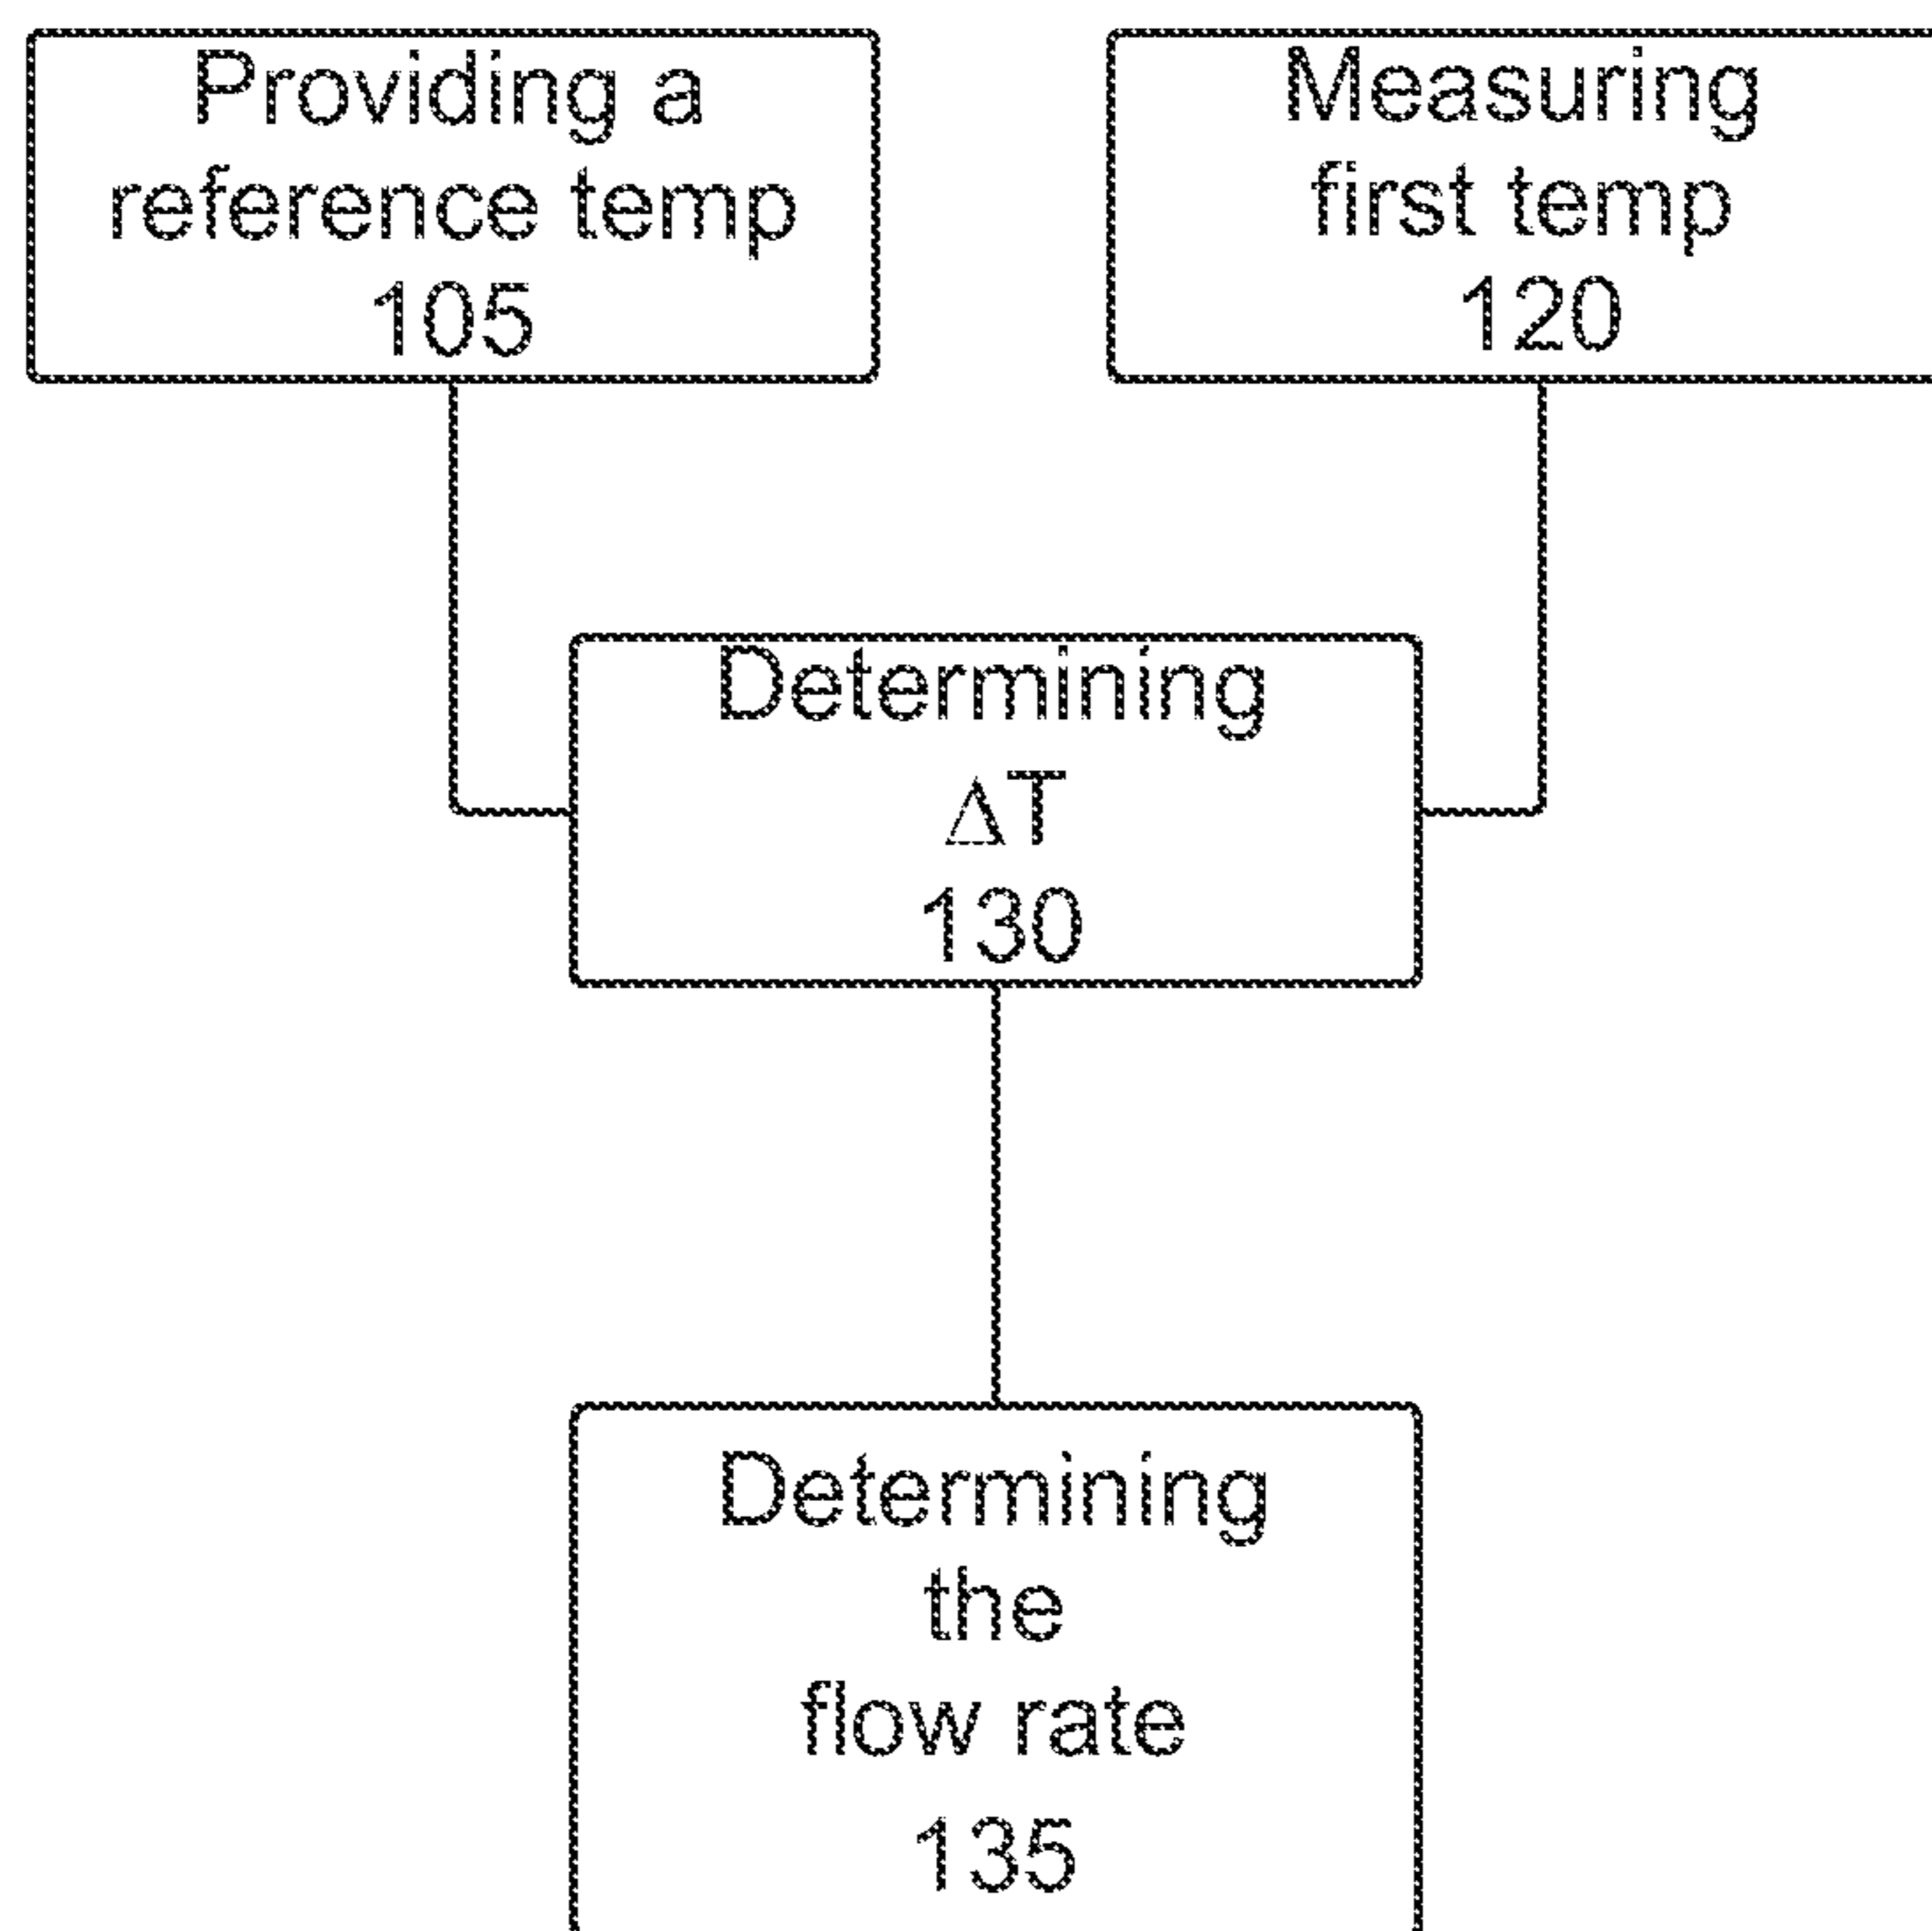 Providing a
reference temp
105
Measuring
first temp
120
Determining
ΔT
130
Determining
the
flow rate
135